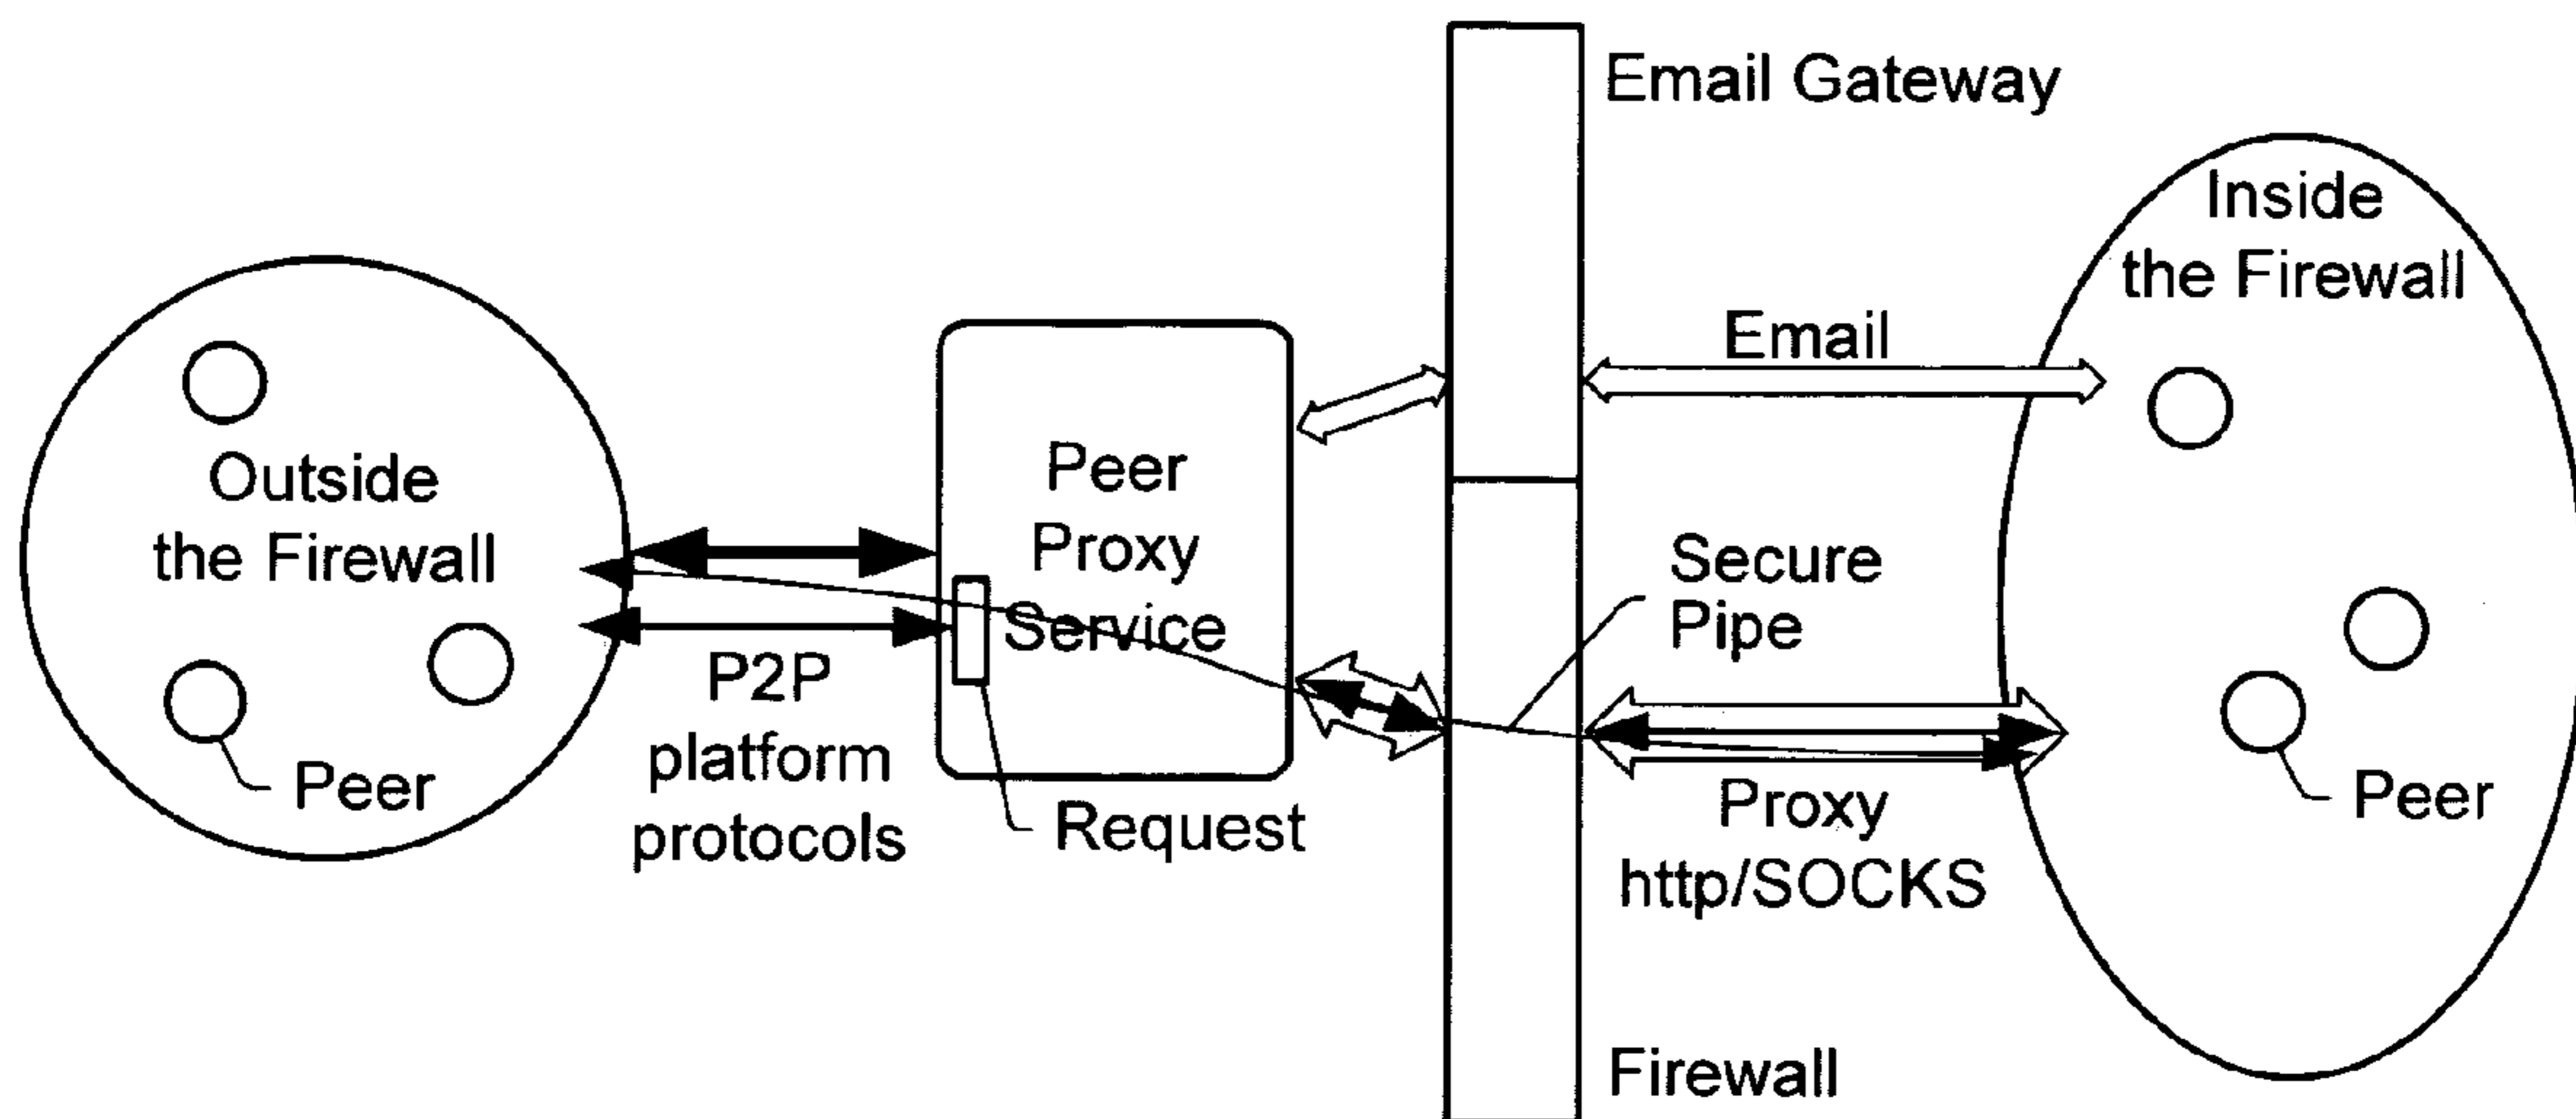 Email Gateway
Inside
the Firewall
Email
Outside
the Firewall
Peer
Proxy
Service
Secure
Pipe
P2P
platform
protocols
Peer
Request
Proxy
http/SOCKS
Peer
Firewall